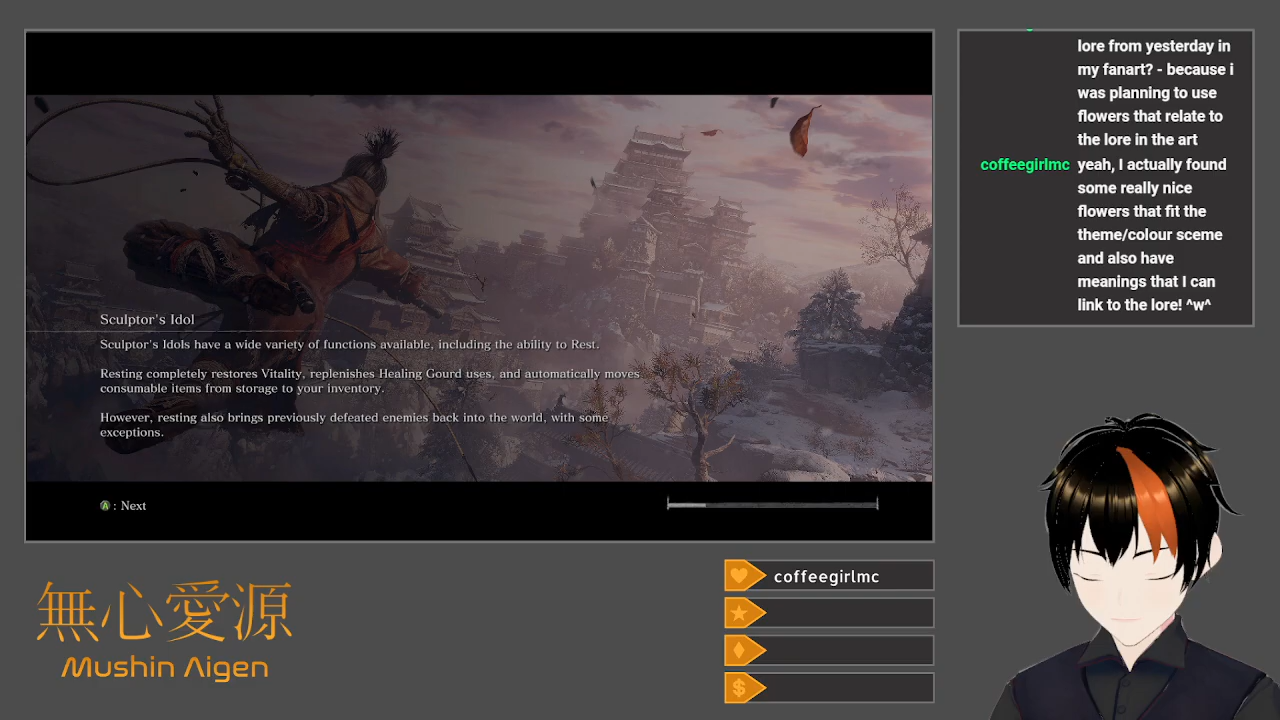 Sculptor's Idol
Sculptor's Idols have a wide variety of functions available, including the ability to Rest.
Resting completely restores Vitality, replenishes Healing Gourd uses, and automatically moves
consumable items from storage to your inventory.
However, resting also brings previously defeated enemies back into the world, with some
exceptions.
A : Next
lore from yesterday in
my fanart? - because i
was planning to use
flowers that relate to
the lore in the art
coffeegirlmc yeah, I actually found
some really nice
flowers that fit the
theme/colour sceme
and also have
meanings that I can
link to the lore! ^w^
無心愛源
Mushin Aigen
coffeegirlmc
$